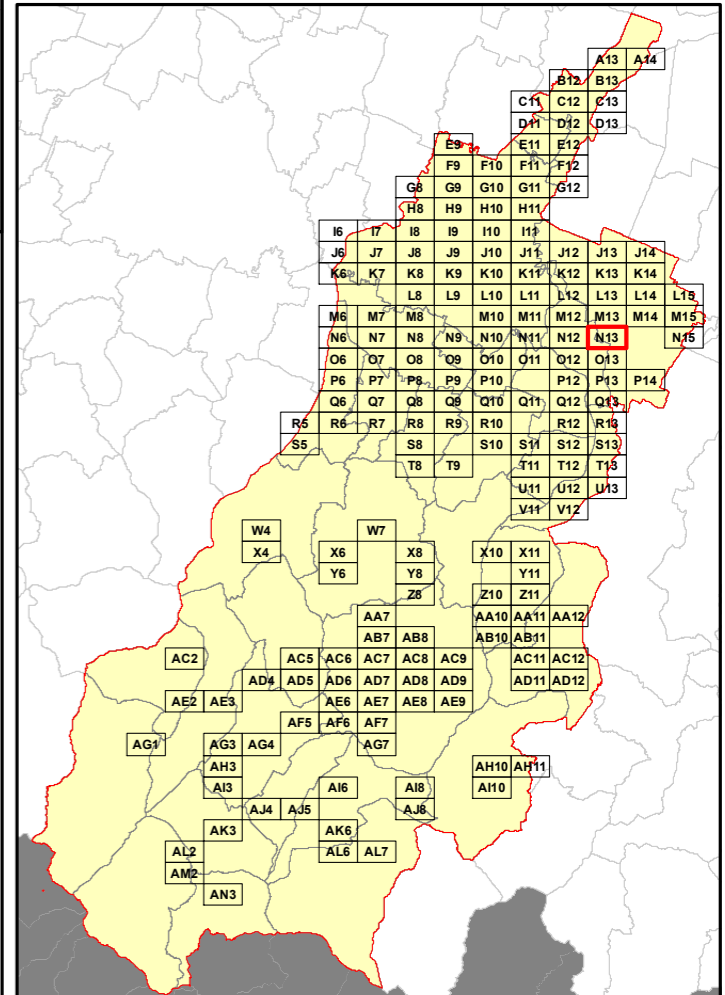 A13 A14
B12 B13
C11 C12 C13
D11 D12 D13
E9 E11 E12
F9 F10 F11 F12
G8 G9 G10 G11 G12
H8 H9 H10 H11
I6 I7 I8 I9 I10 I11
J6 J7 J8 J9 J10 J11 J12 J13 J14
K6 K7 K8 K9 K10 K11 K12 K13 K14
L8 L9 L10 L11 L12 L13 L14 L15
M6 M7 M8 M10 M11 M12 M13 M14 M15
N6 N7 N8 N9 N10 N11 N12 N13 N15
O6 O7 O8 O9 O10 O11 O12 O13
P6 P7 P8 P9 P10 P12 P13 P14
Q6 Q7 Q8 Q9 Q10 Q11 Q12 Q13
R5 R6 R7 R8 R9 R10 R12 R13
S5 S8 S10 S11 S12 S13
T8 T9 T11 T12 T13
U11 U12 U13
V11 V12
W4 W7
X4 X6 X8 X10 X11
Y6 Y8 Y11
Z8 Z10 Z11
AA7 AA10 AA11 AA12
AB7 AB8 AB10 AB11
AC2 AC5 AC6 AC7 AC8 AC9 AC11 AC12
AD4 AD5 AD6 AD7 AD8 AD9 AD11 AD12
AE2 AE3 AE6 AE7 AE8 AE9
AF5 AF6 AF7
AG1 AG3 AG4 AG7
AH3 AH10 AH11
AI3 AI6 AI8 AI10
AJ4 AJ5 AJ8
AK3 AK6
AL2 AL6 AL7
AM2
AN3